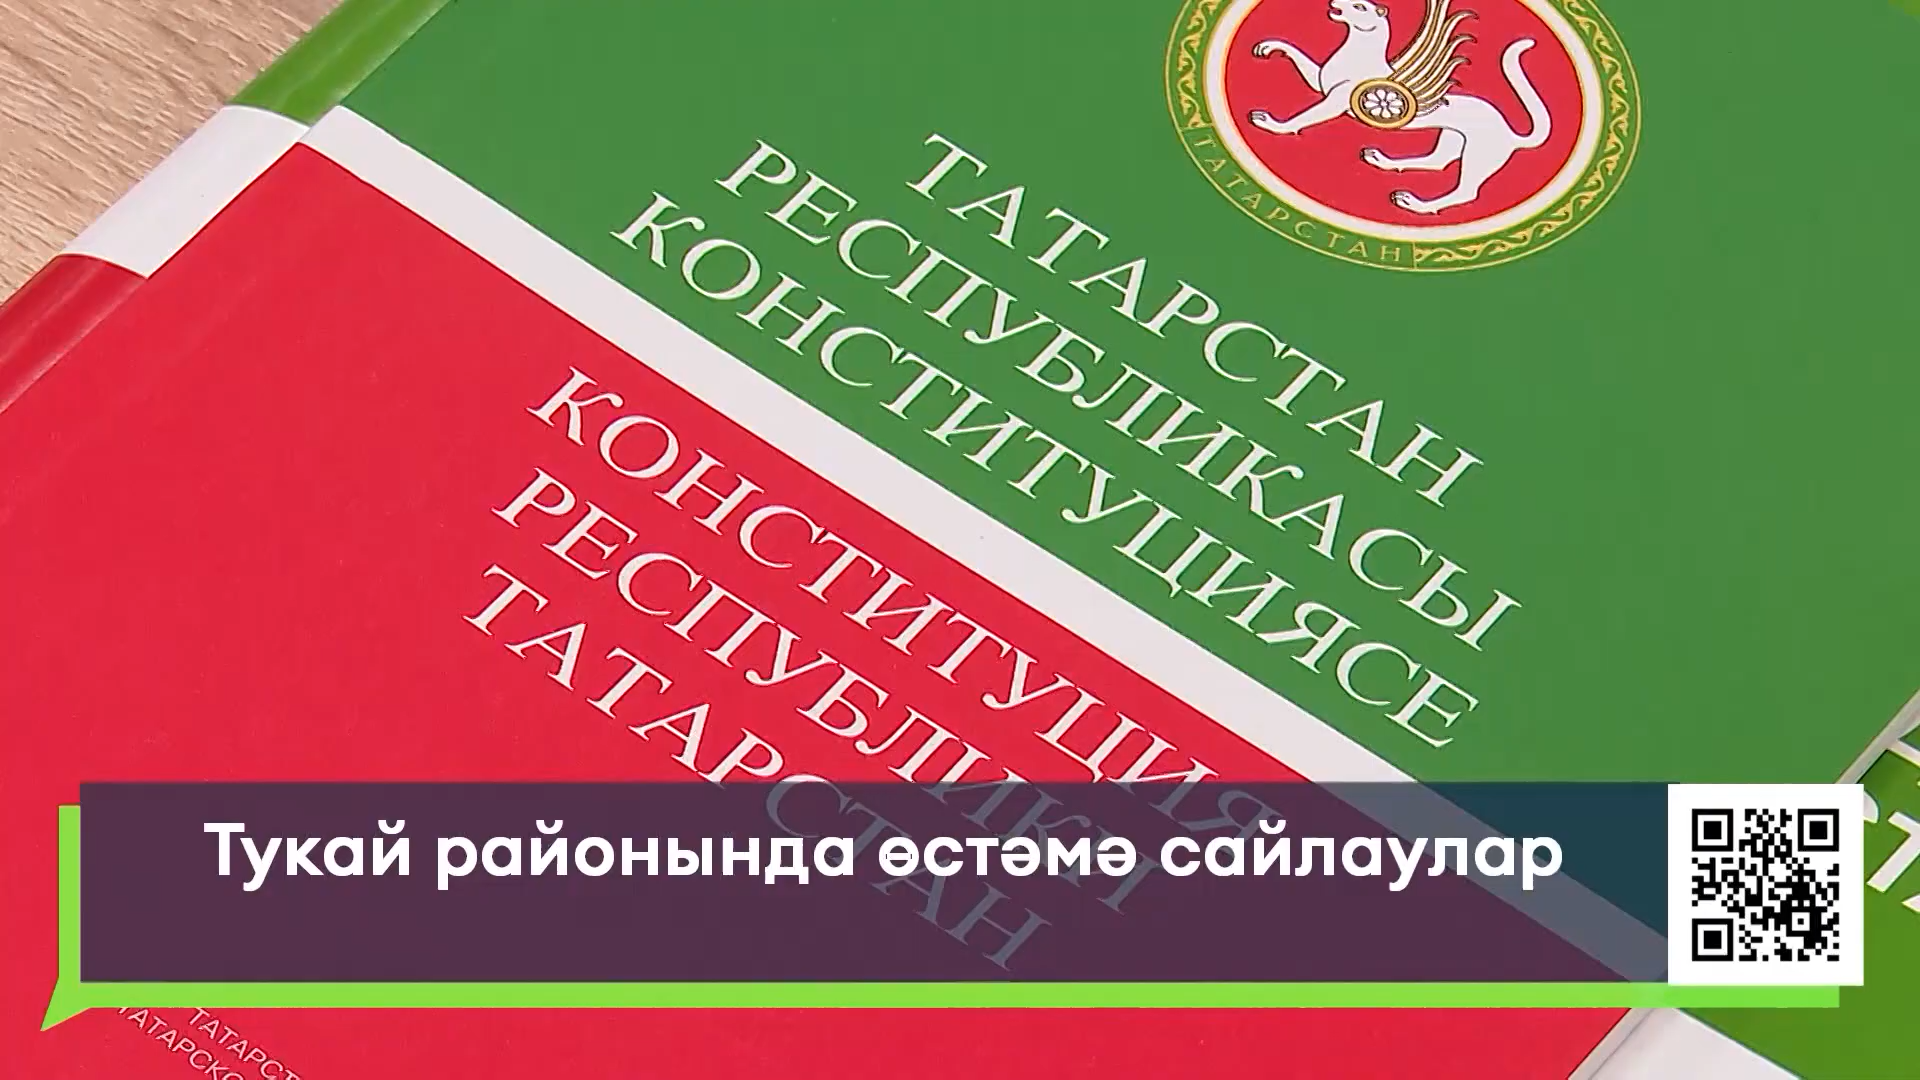 ТАТАРСТАН
ТАТАРСТАН
РЕСПУБЛИКАСЫ
КОНСТИТУЦИЯСЕ
КОНСТИТУЦИЯ
РЕСПУБЛИКИ
ТАТАРСТАН
Тукай районында өстәмә сайлаулар